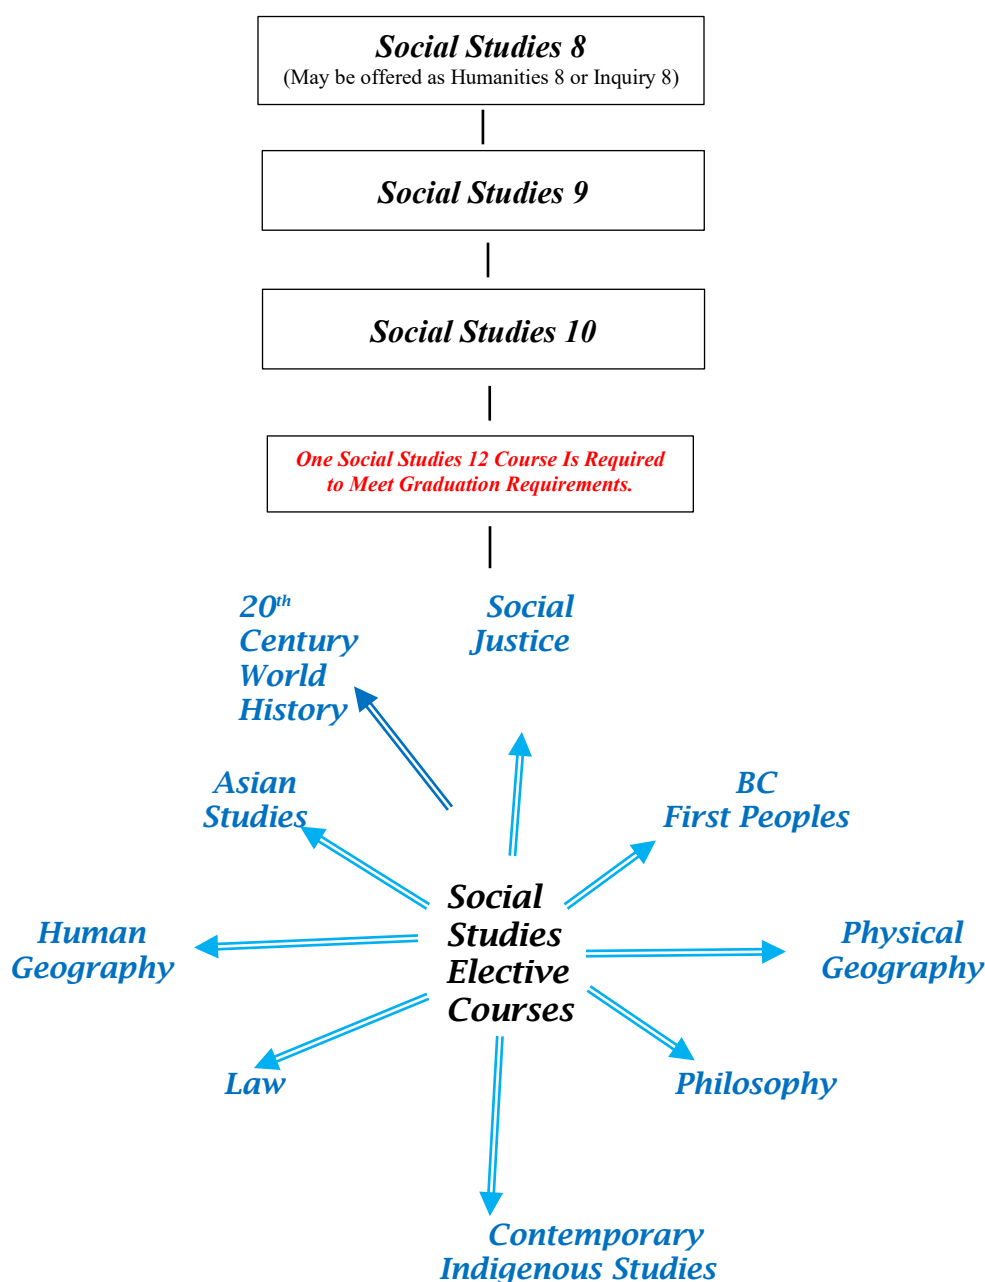 Social Studies 8
(May be offered as Humanities 8 or Inquiry 8)
Social Studies 9
Social Studies 10
One Social Studies 12 Course Is Required
to Meet Graduation Requirements.
20th
Century
World
History
Social
Justice
Asian
Studies
BC
First Peoples
Human
Geography
Social
Studies
Elective
Courses
Physical
Geography
Law
Philosophy
Contemporary
Indigenous Studies